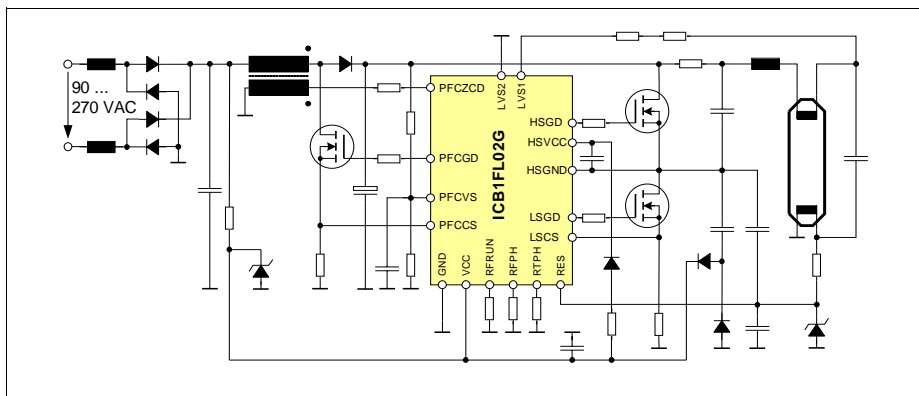 90 ...
270 VAC
PFCZCD
PFCGD
PFCVS
PFCCS
LVS2
LVS1
ICB1FL02G
HSGD
HSVCC
HSGND
LSGD
LSCS
GND
VCC
RFRUN
RFPH
RTPH
RES